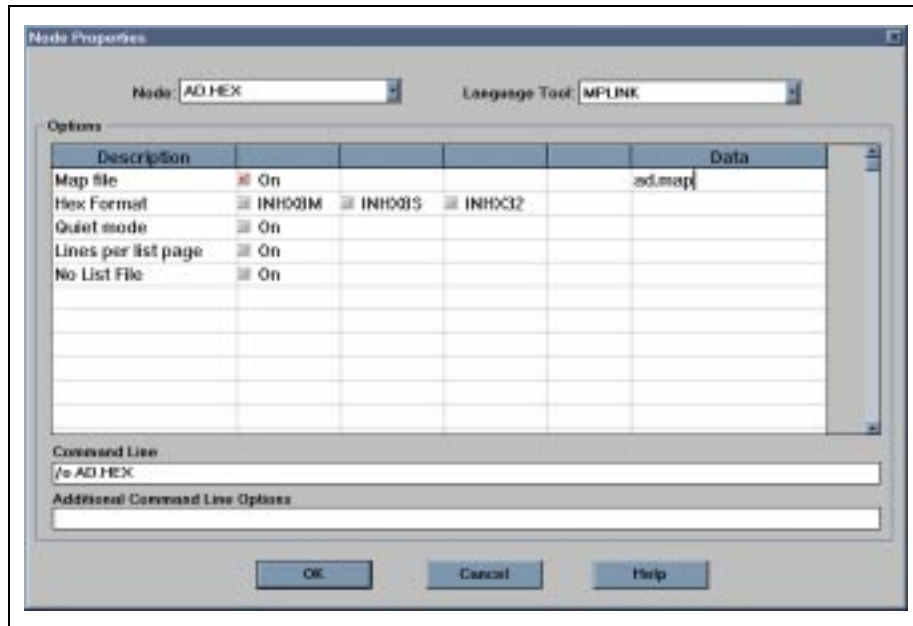 Node Properties
Node: AD.HEX Language Tool: MPLINK
Options
Description Data
Map file On ad.map
Hex Format INHX8M INHX8S INHX32
Quiet mode On
Lines per list page On
No List File On
Command Line
/o AD.HEX
Additional Command Line Options
OK Cancel Help